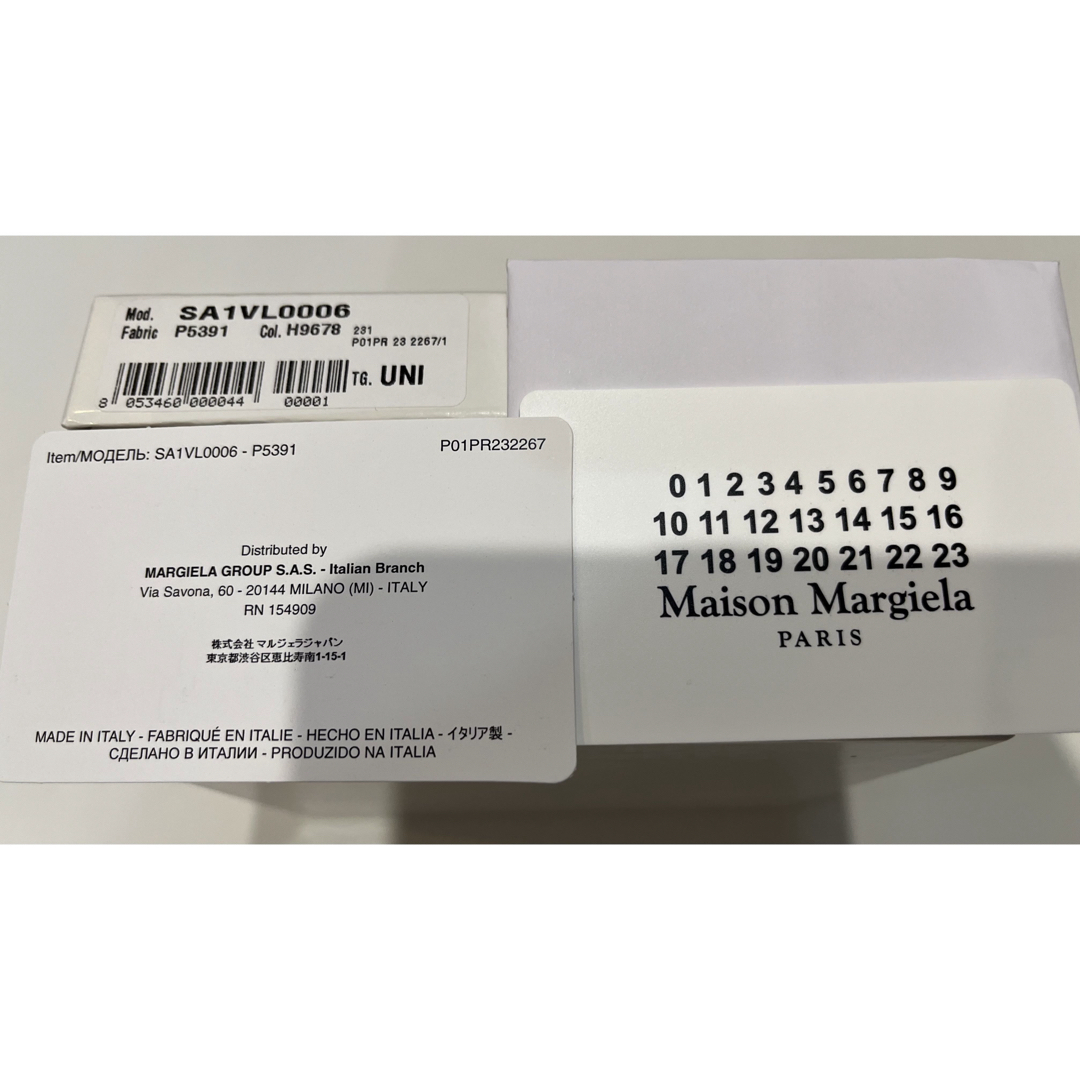 Mod. SA1VL0006
Fabric P5391 Col. H9678 231
P01PR 23 2267/1
TG. UNI
8 053460 000044 00001
Item/МОДЕЛЬ: SA1VL0006 - P5391 P01PR232267
Distributed by
MARGIELA GROUP S.A.S. - Italian Branch
Via Savona, 60 - 20144 MILANO (MI) - ITALY
RN 154909
株式会社 マルジェラジャパン
東京都渋谷区恵比寿南1-15-1
MADE IN ITALY - FABRIQUÉ EN ITALIE - HECHO EN ITALIA - イタリア製 -
СДЕЛАНО В ИТАЛИИ - PRODUZIDO NA ITALIA
0 1 2 3 4 5 6 7 8 9
10 11 12 13 14 15 16
17 18 19 20 21 22 23
Maison Margiela
PARIS